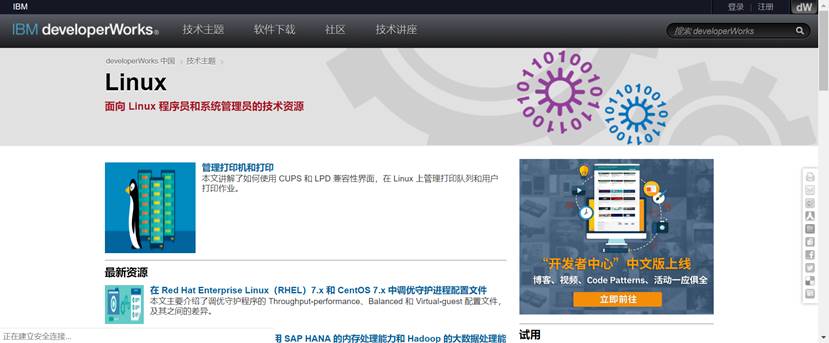 IBM
登录 注册
dW
IBM developerWorks®
技术主题 软件下载 社区 技术讲座
搜索 developerWorks
developerWorks 中国 技术主题
Linux
面向 Linux 程序员和系统管理员的技术资源
管理打印机和打印
本文讲解了如何使用 CUPS 和 LPD 兼容性界面，在 Linux 上管理打印队列和用户
打印作业。
最新资源
在 Red Hat Enterprise Linux（RHEL）7.x 和 CentOS 7.x 中调优守护进程配置文件
本文主要介绍了调优守护程序的 Throughput-performance、Balanced 和 Virtual-guest 配置文件，
及其之间的差异。
用 SAP HANA 的内存处理能力和 Hadoop 的大数据处理能
正在建立安全连接...
“开发者中心”中文版上线
博客、视频、Code Patterns、活动一应俱全
立即前往
试用